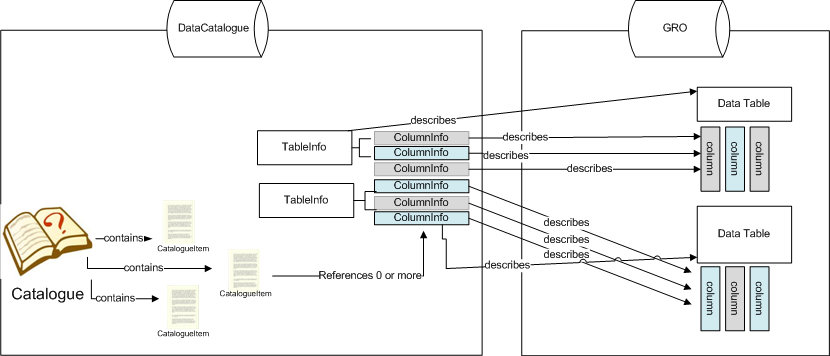 DataCatalogue
GRO
Data Table
describes
ColumnInfo
describes
TableInfo
ColumnInfo
describes
column
column
column
ColumnInfo
describes
ColumnInfo
TableInfo
ColumnInfo
ColumnInfo
describes
Data Table
describes
describes
describes
contains
CatalogueItem
contains
References 0 or more
column
column
column
Catalogue
CatalogueItem
contains
CatalogueItem
?